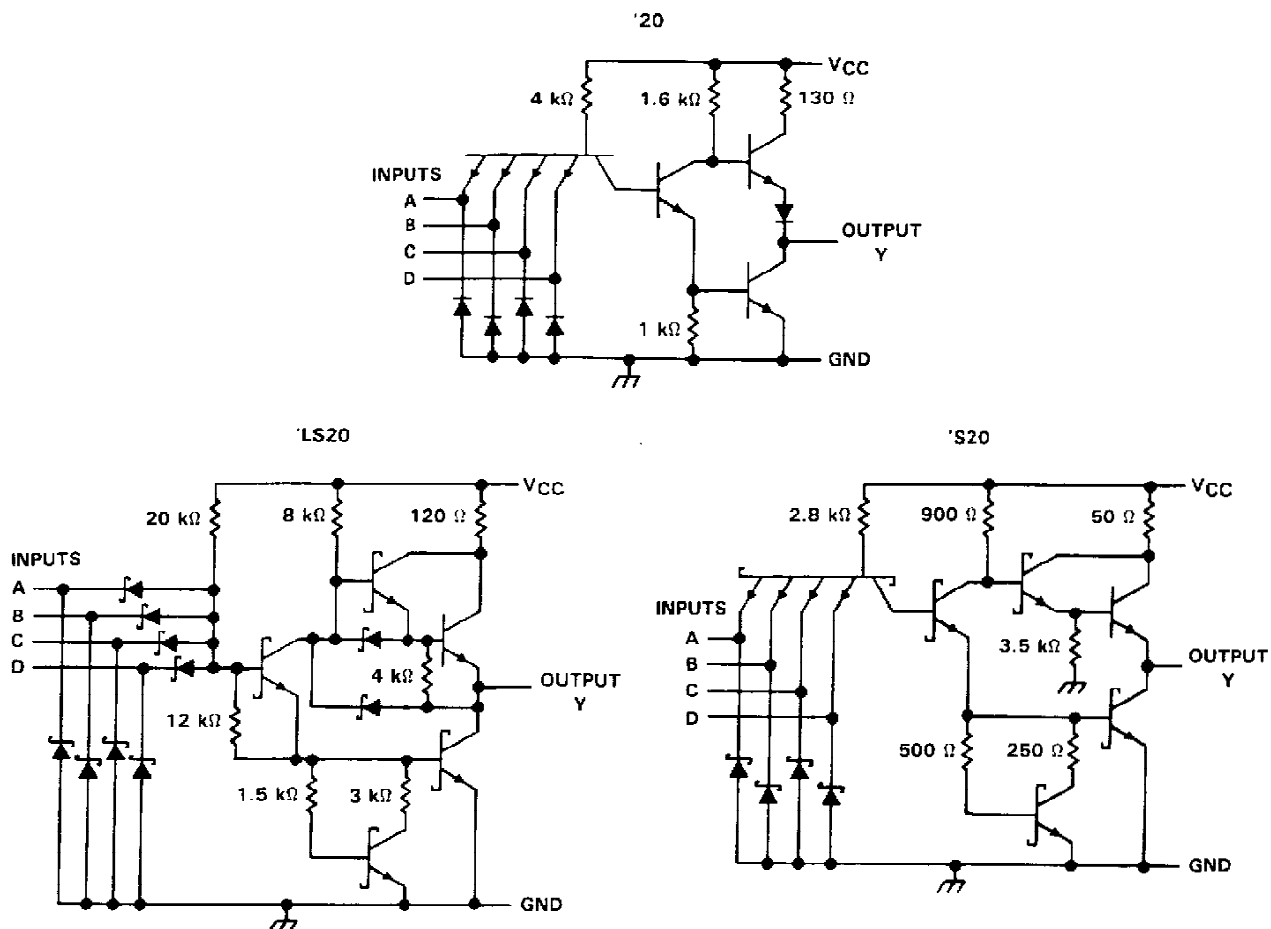 '20
VCC
4 kΩ
1.6 kΩ
130 Ω
INPUTS
A
B
C
D
OUTPUT
Y
1 kΩ
GND
'LS20
VCC
20 kΩ
8 kΩ
120 Ω
INPUTS
A
B
C
D
4 kΩ
OUTPUT
Y
12 kΩ
1.5 kΩ
3 kΩ
GND
'S20
VCC
2.8 kΩ
900 Ω
50 Ω
INPUTS
A
B
C
D
3.5 kΩ
OUTPUT
Y
500 Ω
250 Ω
GND